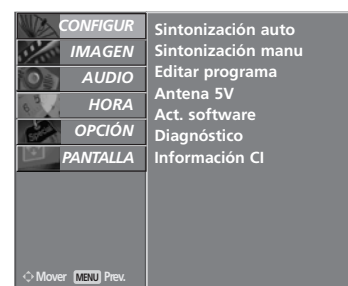 CONFIGUR
IMAGEN
AUDIO
HORA
OPCIÓN
PANTALLA
Sintonización auto
Sintonización manu
Editar programa
Antena 5V
Act. software
Diagnóstico
Información CI
Mover MENU Prev.